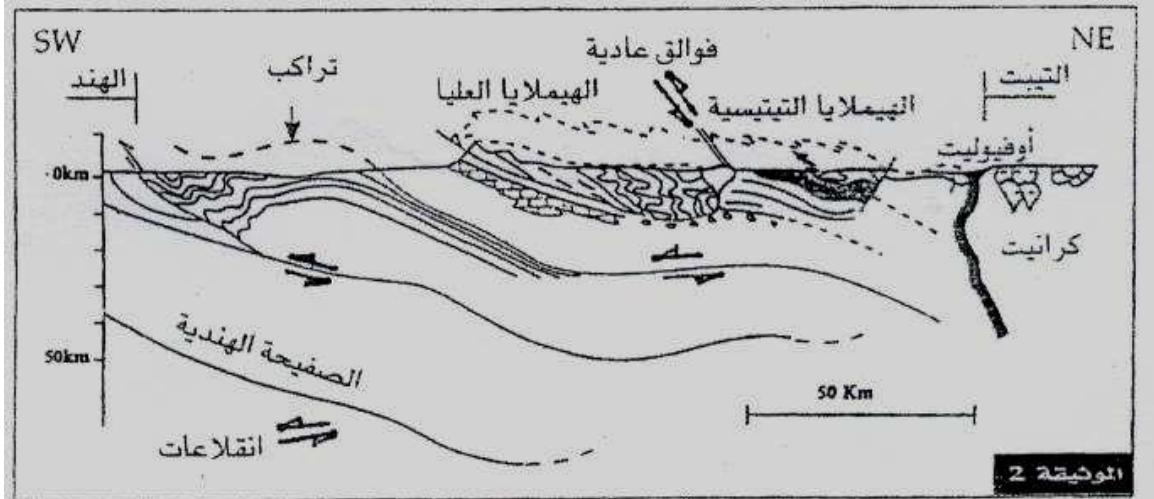 SW
NE
فوالق عادية
الهند
تراكب
الهيملايا العليا
الهيملايا التيتيسية
التيبت
أوفيوليت
0km
كرانيت
50km
الصفيحة الهندية
50 Km
انقلاعات
الوثيقة 2